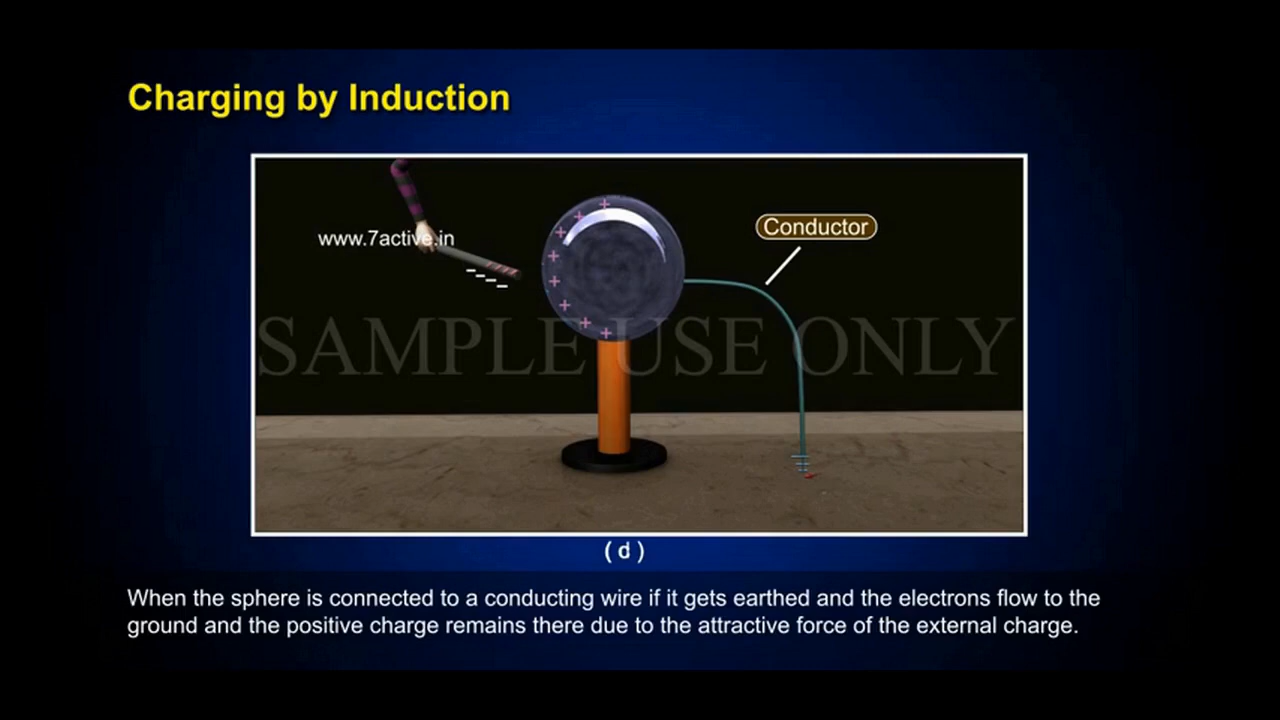 Charging by Induction
Conductor
www.7active.in
SAMPLE USE ONLY
( d )
When the sphere is connected to a conducting wire if it gets earthed and the electrons flow to the
ground and the positive charge remains there due to the attractive force of the external charge.